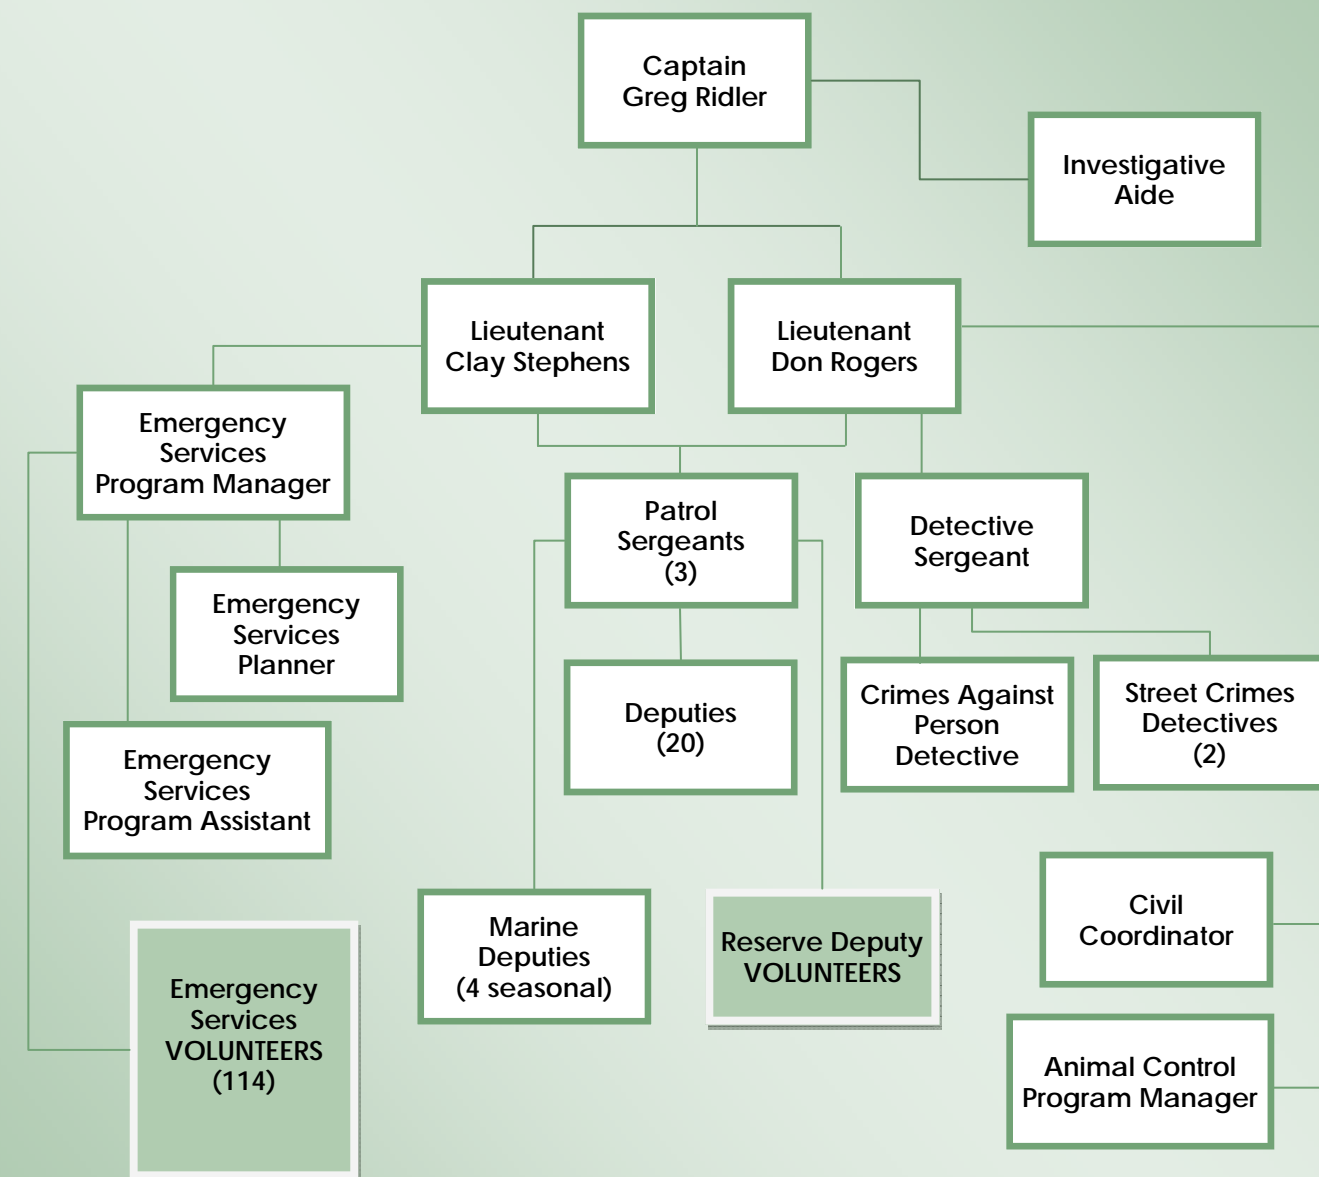 Captain
Greg Ridler
Investigative
Aide
Lieutenant
Clay Stephens
Lieutenant
Don Rogers
Emergency
Services
Program Manager
Patrol
Sergeants
(3)
Detective
Sergeant
Emergency
Services
Planner
Deputies
(20)
Crimes Against
Person
Detective
Street Crimes
Detectives
(2)
Emergency
Services
Program Assistant
Civil
Coordinator
Marine
Deputies
(4 seasonal)
Reserve Deputy
VOLUNTEERS
Emergency
Services
VOLUNTEERS
(114)
Animal Control
Program Manager